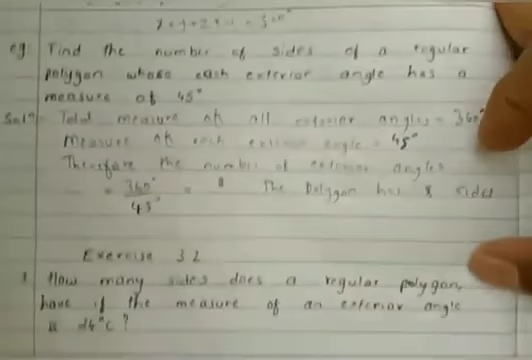 x + y + z + w = 360°
eg: Find the number of sides of a regular
polygon whose each exterior angle has a
measure of 45°
Solⁿ: Total measure of all exterior angles = 360°
Measure of each exterior angle = 45°
Therefore the number of exterior angles
= 360° / 45° = 8 The polygon has 8 sides
Exercise 3.2
How many sides does a regular polygon
have if the measure of an exterior angle
is 24°c?